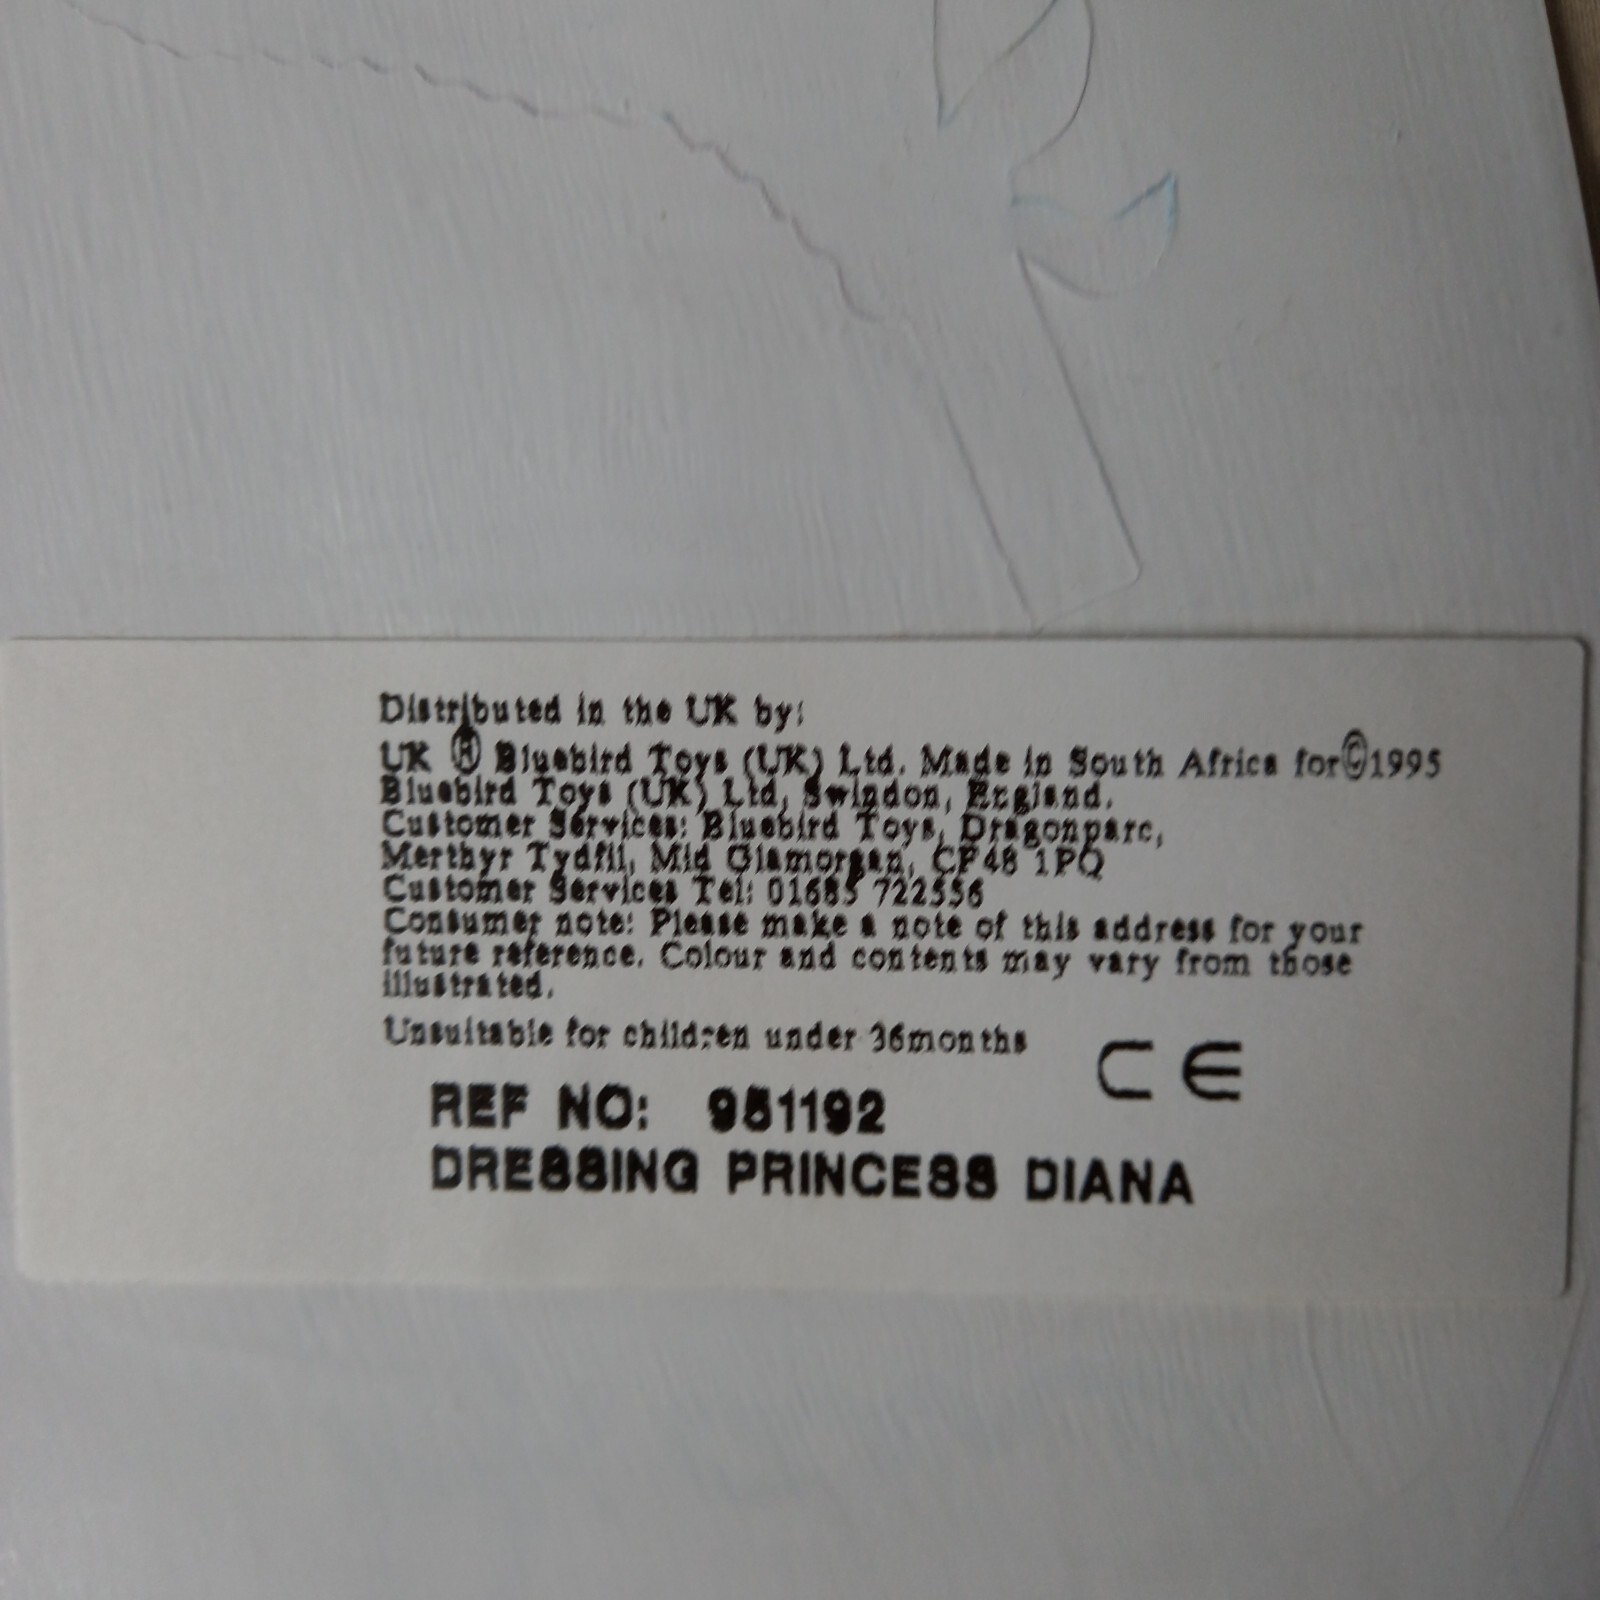 Distributed in the UK by:
UK ® Bluebird Toys (UK) Ltd. Made in South Africa for©1995
Bluebird Toys (UK) Ltd, Swindon, England.
Customer Services: Bluebird Toys, Dragonparc,
Merthyr Tydfil, Mid Glamorgan, CF48 1PQ
Customer Services Tel: 01685 722556
Consumer note: Please make a note of this address for your
future reference. Colour and contents may vary from those
illustrated.
Unsuitable for children under 36months
CE
REF NO: 951192
DRESSING PRINCESS DIANA